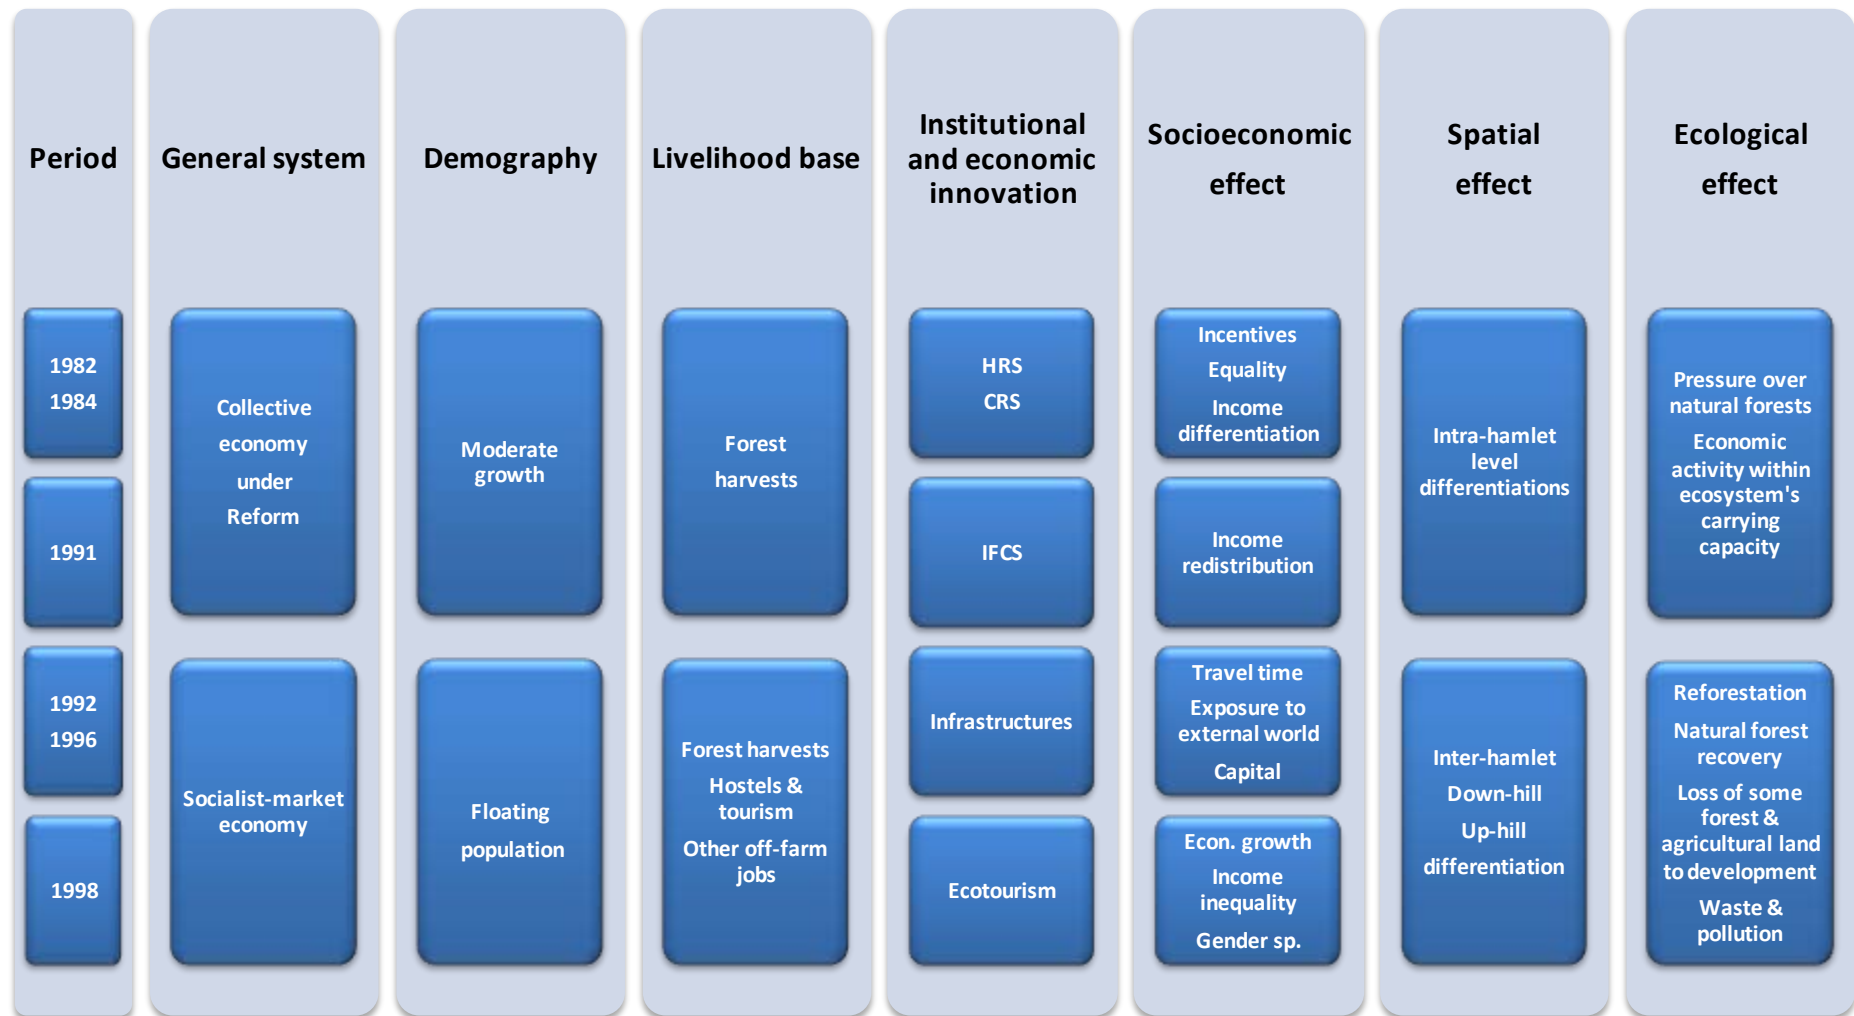 Period
1982
1984
1991
1992
1996
1998
General system
Collective
economy
under
Reform
Socialist-market
economy
Demography
Moderate
growth
Floating
population
Livelihood base
Forest
harvests
Forest harvests
Hostels &
tourism
Other off-farm
jobs
Institutional
and economic
innovation
HRS
CRS
IFCS
Infrastructures
Ecotourism
Socioeconomic
effect
Incentives
Equality
Income
differentiation
Income
redistribution
Travel time
Exposure to
external world
Capital
Econ. growth
Income
inequality
Gender sp.
Spatial
effect
Intra-hamlet
level
differentiations
Inter-hamlet
Down-hill
Up-hill
differentiation
Ecological
effect
Pressure over
natural forests
Economic
activity within
ecosystem's
carrying
capacity
Reforestation
Natural forest
recovery
Loss of some
forest &
agricultural land
to development
Waste &
pollution